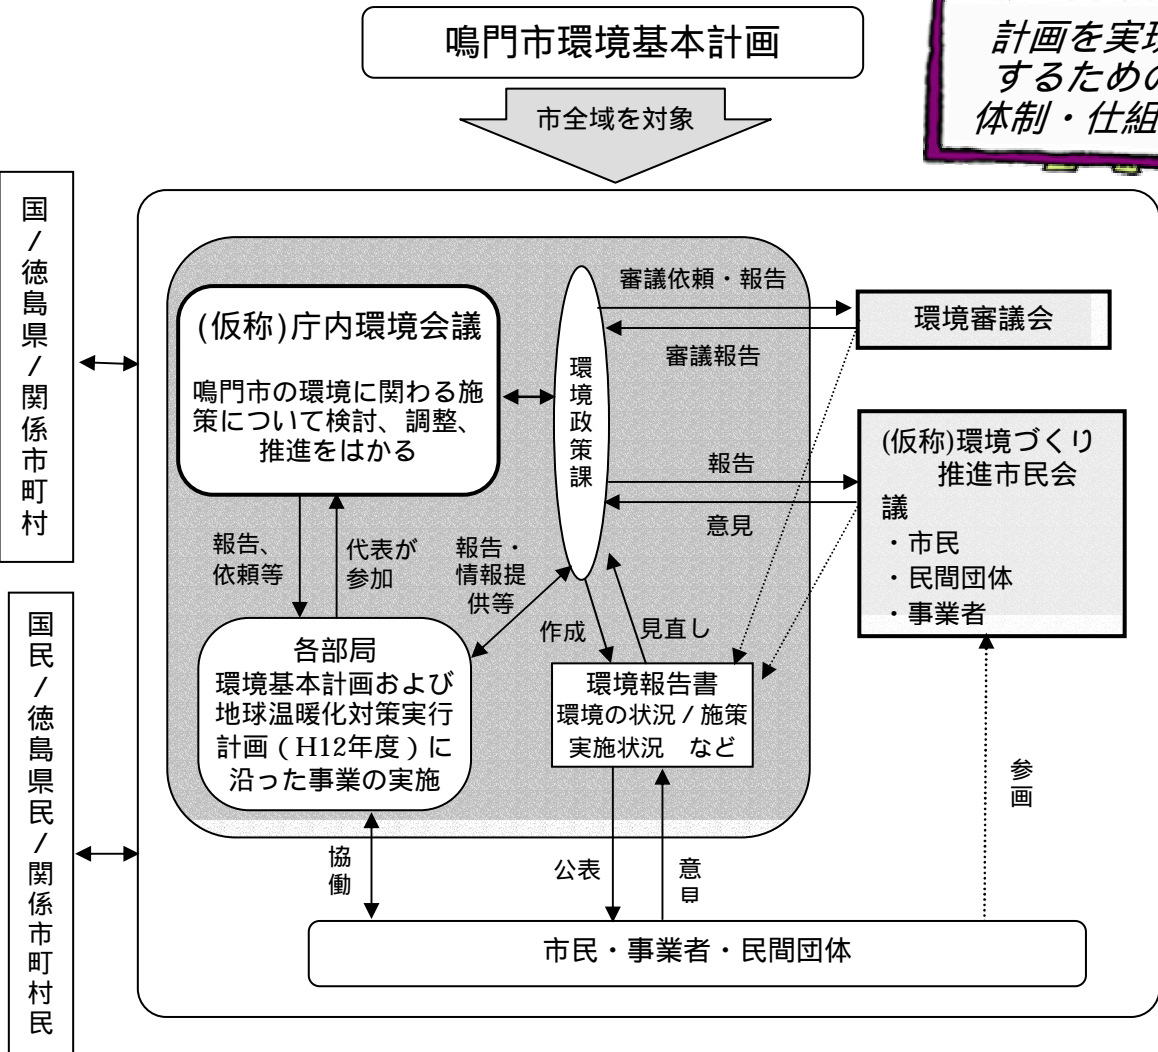 鳴門市環境基本計画
計画を実現
するための
体制・仕組
市全域を対象
国/徳島県/関係市町村
国民/徳島県民/関係市町村民
(仮称)庁内環境会議
鳴門市の環境に関わる施
策について検討、調整、
推進をはかる
環境政策課
審議依頼・報告
審議報告
環境審議会
報告
意見
(仮称)環境づくり
推進市民会
議
・市民
・民間団体
・事業者
報告、
依頼等
代表が
参加
報告・
情報提
供等
作成
見直し
各部局
環境基本計画および
地球温暖化対策実行
計画（H12年度）に
沿った事業の実施
環境報告書
環境の状況/施策
実施状況　など
参画
協働
公表
意見
市民・事業者・民間団体